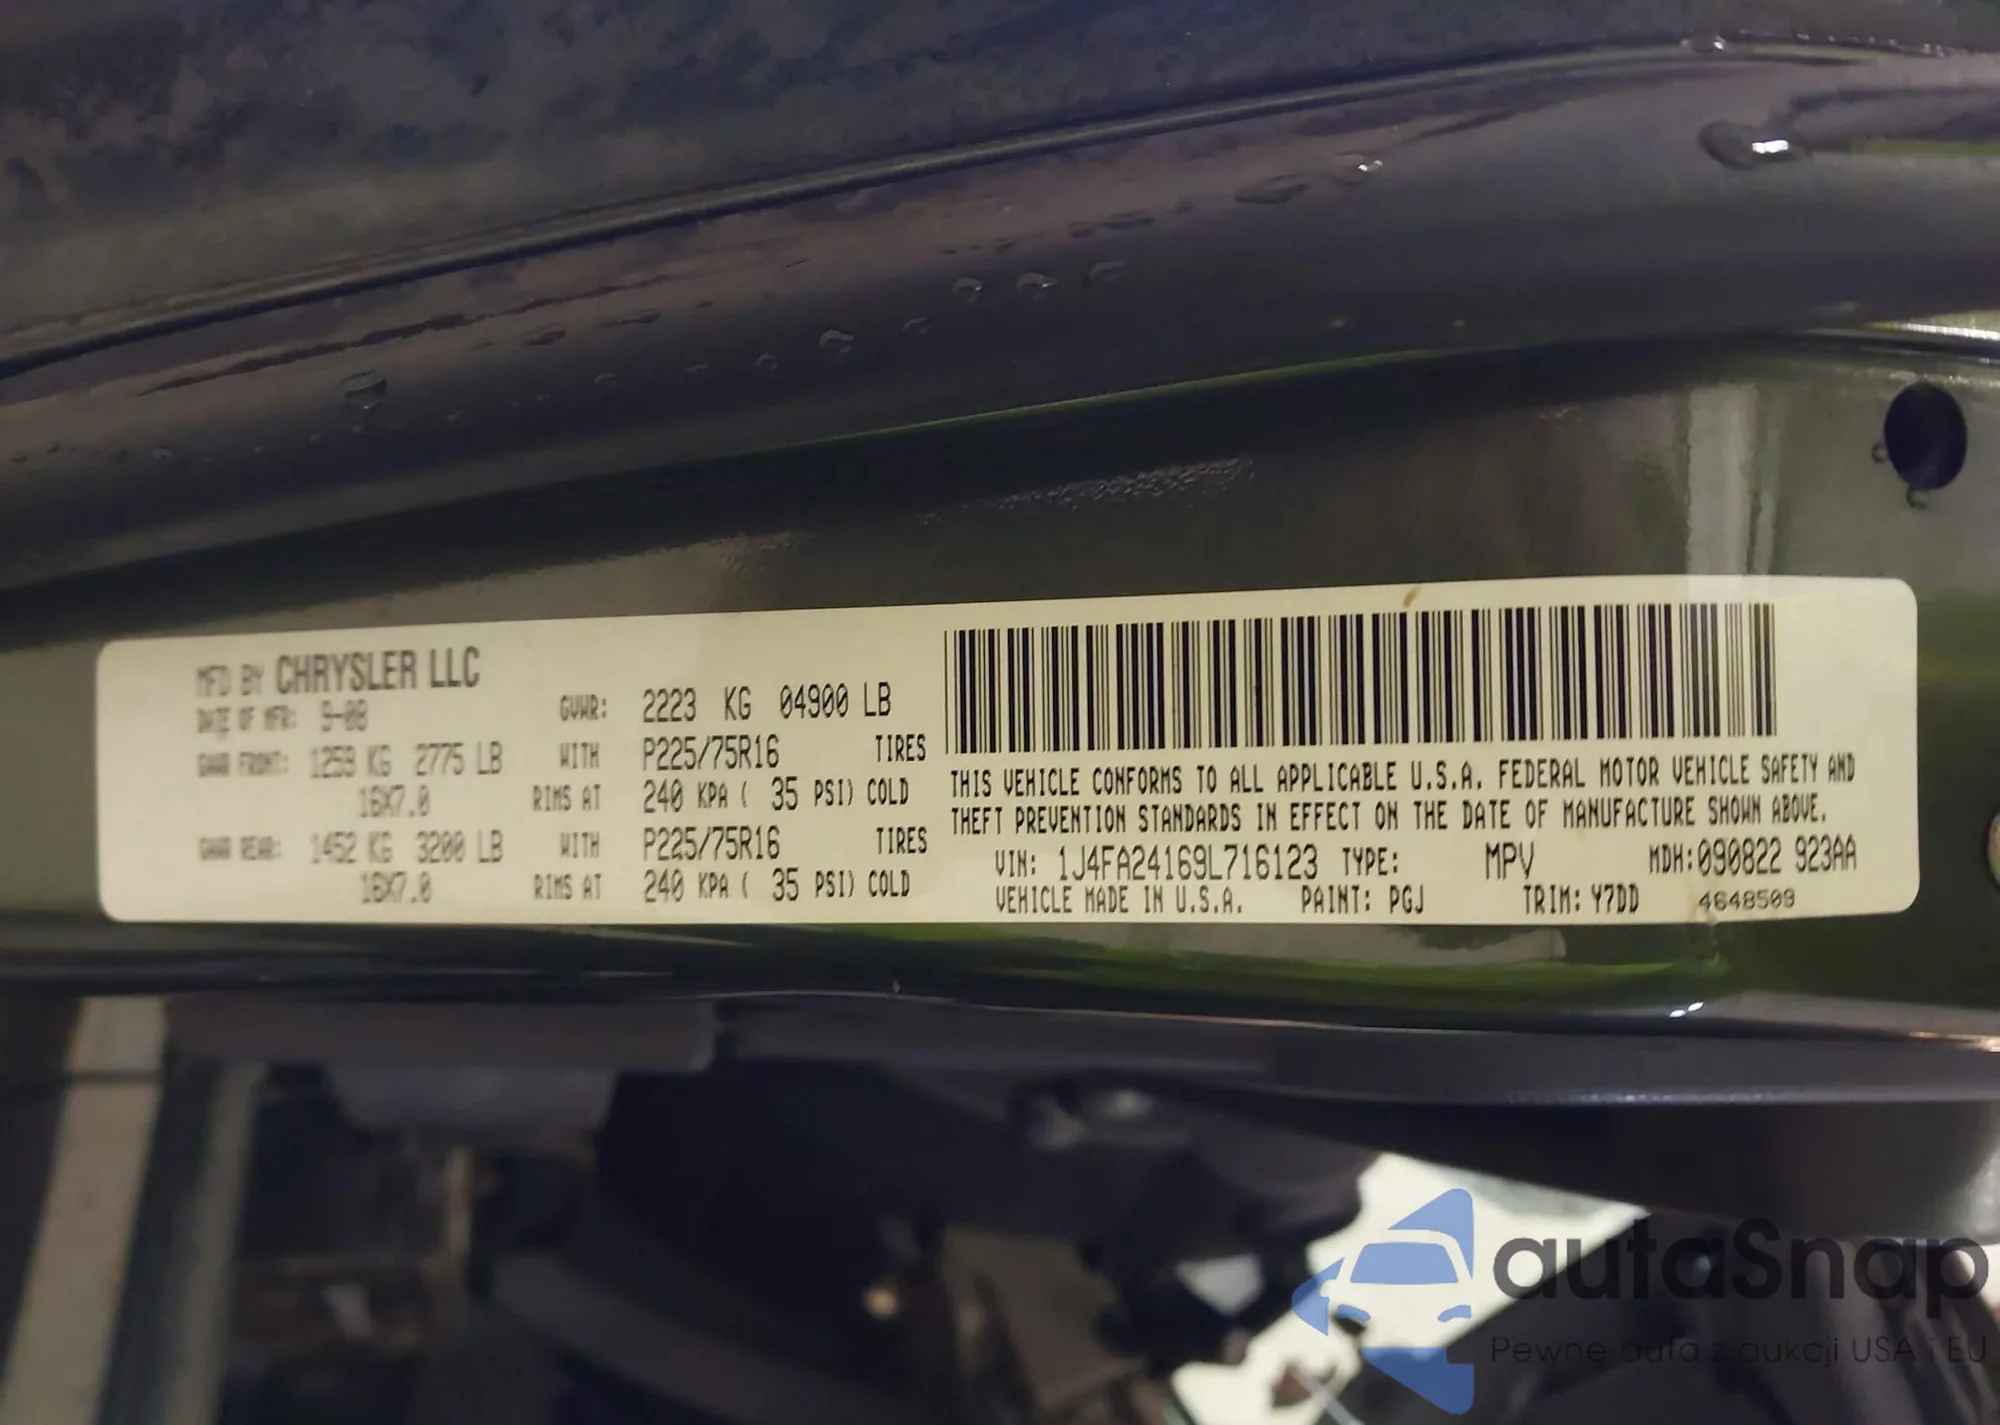 MFD BY CHRYSLER LLC
DATE OF MFR: 9-08
GVWR: 2223 KG 04900 LB
GAWR FRONT: 1259 KG 2775 LB WITH P225/75R16 TIRES
16X7.0 RIMS AT 240 KPA ( 35 PSI) COLD
GAWR REAR: 1452 KG 3200 LB WITH P225/75R16 TIRES
16X7.0 RIMS AT 240 KPA ( 35 PSI) COLD
THIS VEHICLE CONFORMS TO ALL APPLICABLE U.S.A. FEDERAL MOTOR VEHICLE SAFETY AND
THEFT PREVENTION STANDARDS IN EFFECT ON THE DATE OF MANUFACTURE SHOWN ABOVE.
VIN: 1J4FA24169L716123 TYPE: MPV MDH:090822 923AA
VEHICLE MADE IN U.S.A. PAINT: PGJ TRIM: Y7DD 4648509
autaSnap
Pewne auta z aukcji USA i EU